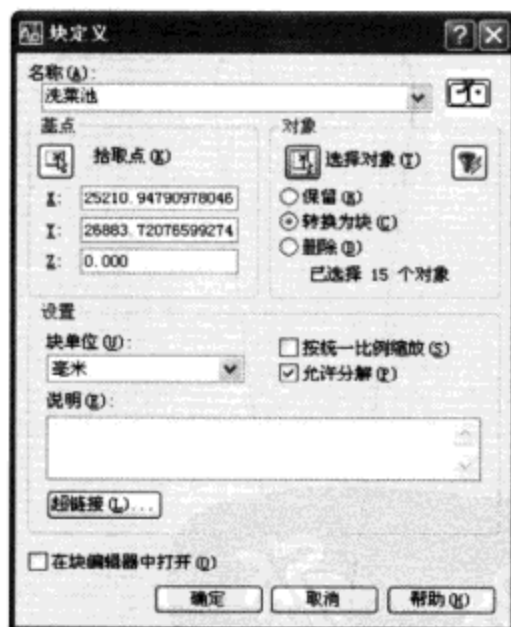 块定义
名称(A):
洗菜池
基点
拾取点(K)
X: 25210.94790978046
Y: 26883.72076599274
Z: 0.000
对象
选择对象(T)
保留(R)
转换为块(C)
删除(D)
已选择 15 个对象
设置
块单位(U):
毫米
按统一比例缩放(S)
允许分解(P)
说明(E):
超链接(L)...
在块编辑器中打开(O)
确定
取消
帮助(H)